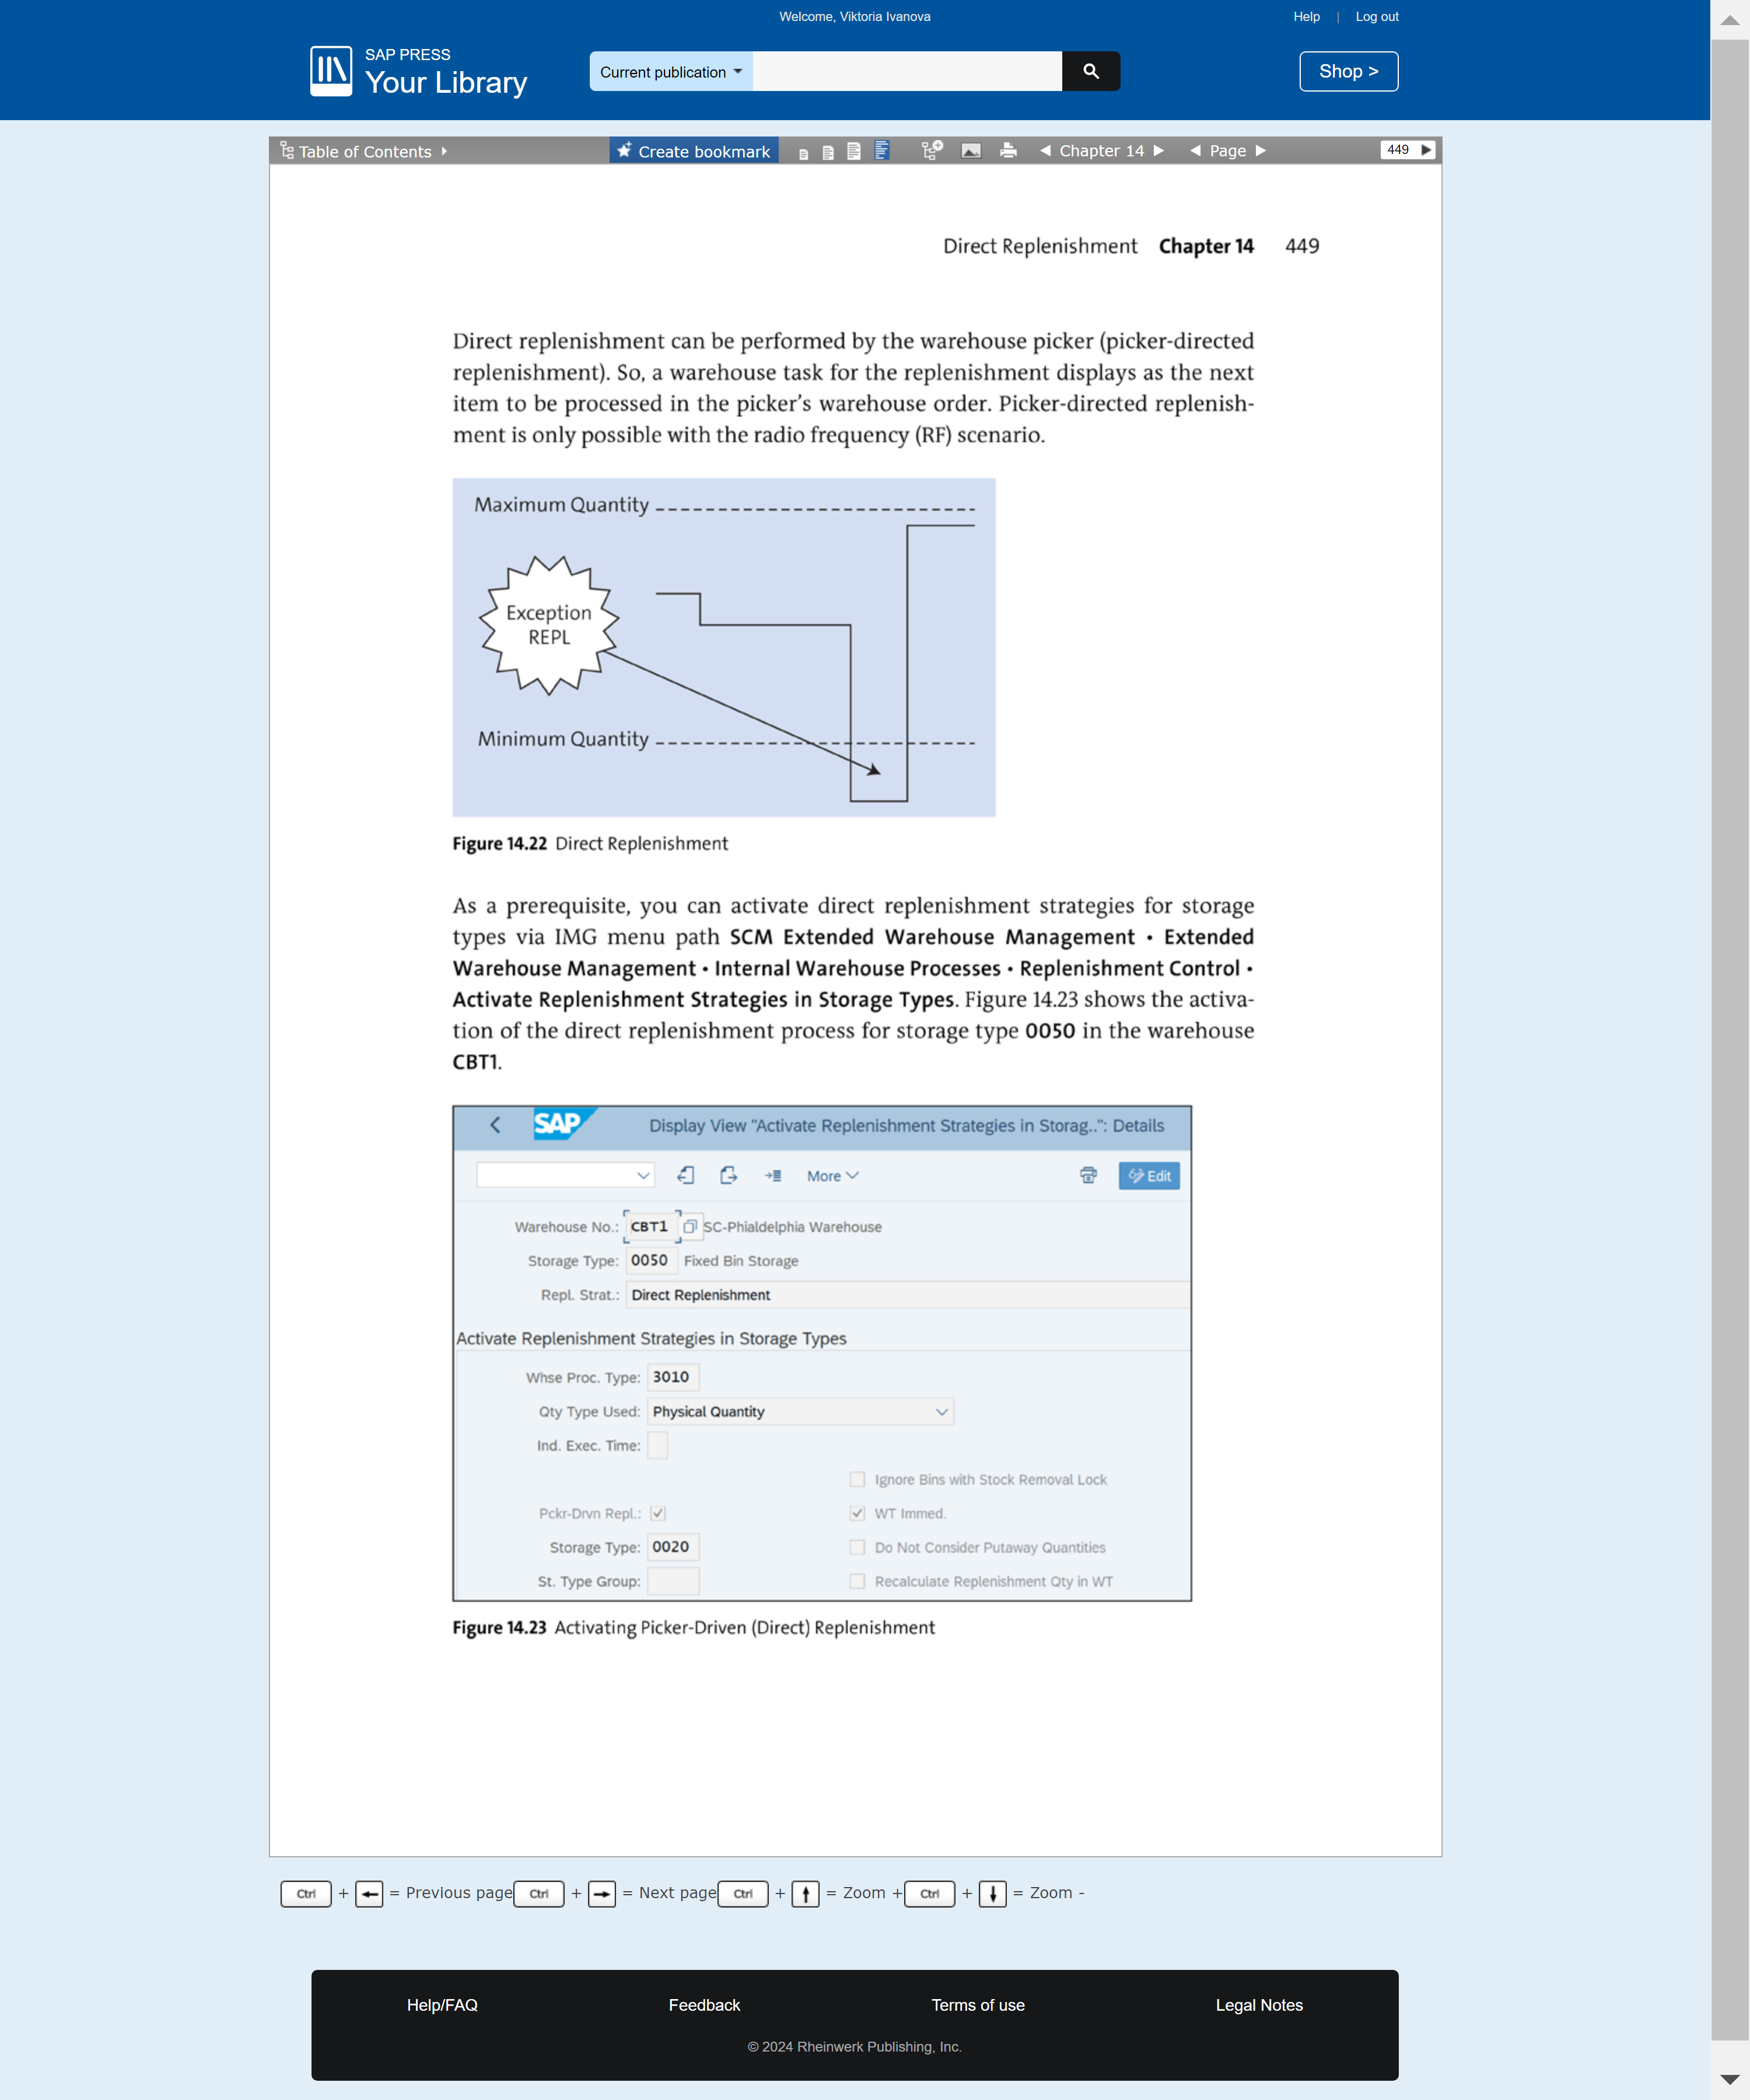 Welcome, Viktoria Ivanova
Help | Log out
SAP PRESS
Your Library
Current publication
Shop >
Table of Contents
Create bookmark
Chapter 14
Page
449
Direct Replenishment Chapter 14 449
Direct replenishment can be performed by the warehouse picker (picker-directed
replenishment). So, a warehouse task for the replenishment displays as the next
item to be processed in the picker's warehouse order. Picker-directed replenish-
ment is only possible with the radio frequency (RF) scenario.
Maximum Quantity
Exception
REPL
Minimum Quantity
Figure 14.22 Direct Replenishment
As a prerequisite, you can activate direct replenishment strategies for storage
types via IMG menu path SCM Extended Warehouse Management • Extended
Warehouse Management • Internal Warehouse Processes • Replenishment Control •
Activate Replenishment Strategies in Storage Types. Figure 14.23 shows the activa-
tion of the direct replenishment process for storage type 0050 in the warehouse
CBT1.
SAP
Display View "Activate Replenishment Strategies in Storag..": Details
More
Edit
Warehouse No.: CBT1 SC-Phialdelphia Warehouse
Storage Type: 0050 Fixed Bin Storage
Repl. Strat.: Direct Replenishment
Activate Replenishment Strategies in Storage Types
Whse Proc. Type: 3010
Qty Type Used: Physical Quantity
Ind. Exec. Time:
Ignore Bins with Stock Removal Lock
Pckr-Drvn Repl.: WT Immed.
Storage Type: 0020 Do Not Consider Putaway Quantities
St. Type Group: Recalculate Replenishment Qty in WT
Figure 14.23 Activating Picker-Driven (Direct) Replenishment
Ctrl + ← = Previous page Ctrl + → = Next page Ctrl + ↑ = Zoom + Ctrl + ↓ = Zoom -
Help/FAQ Feedback Terms of use Legal Notes
© 2024 Rheinwerk Publishing, Inc.